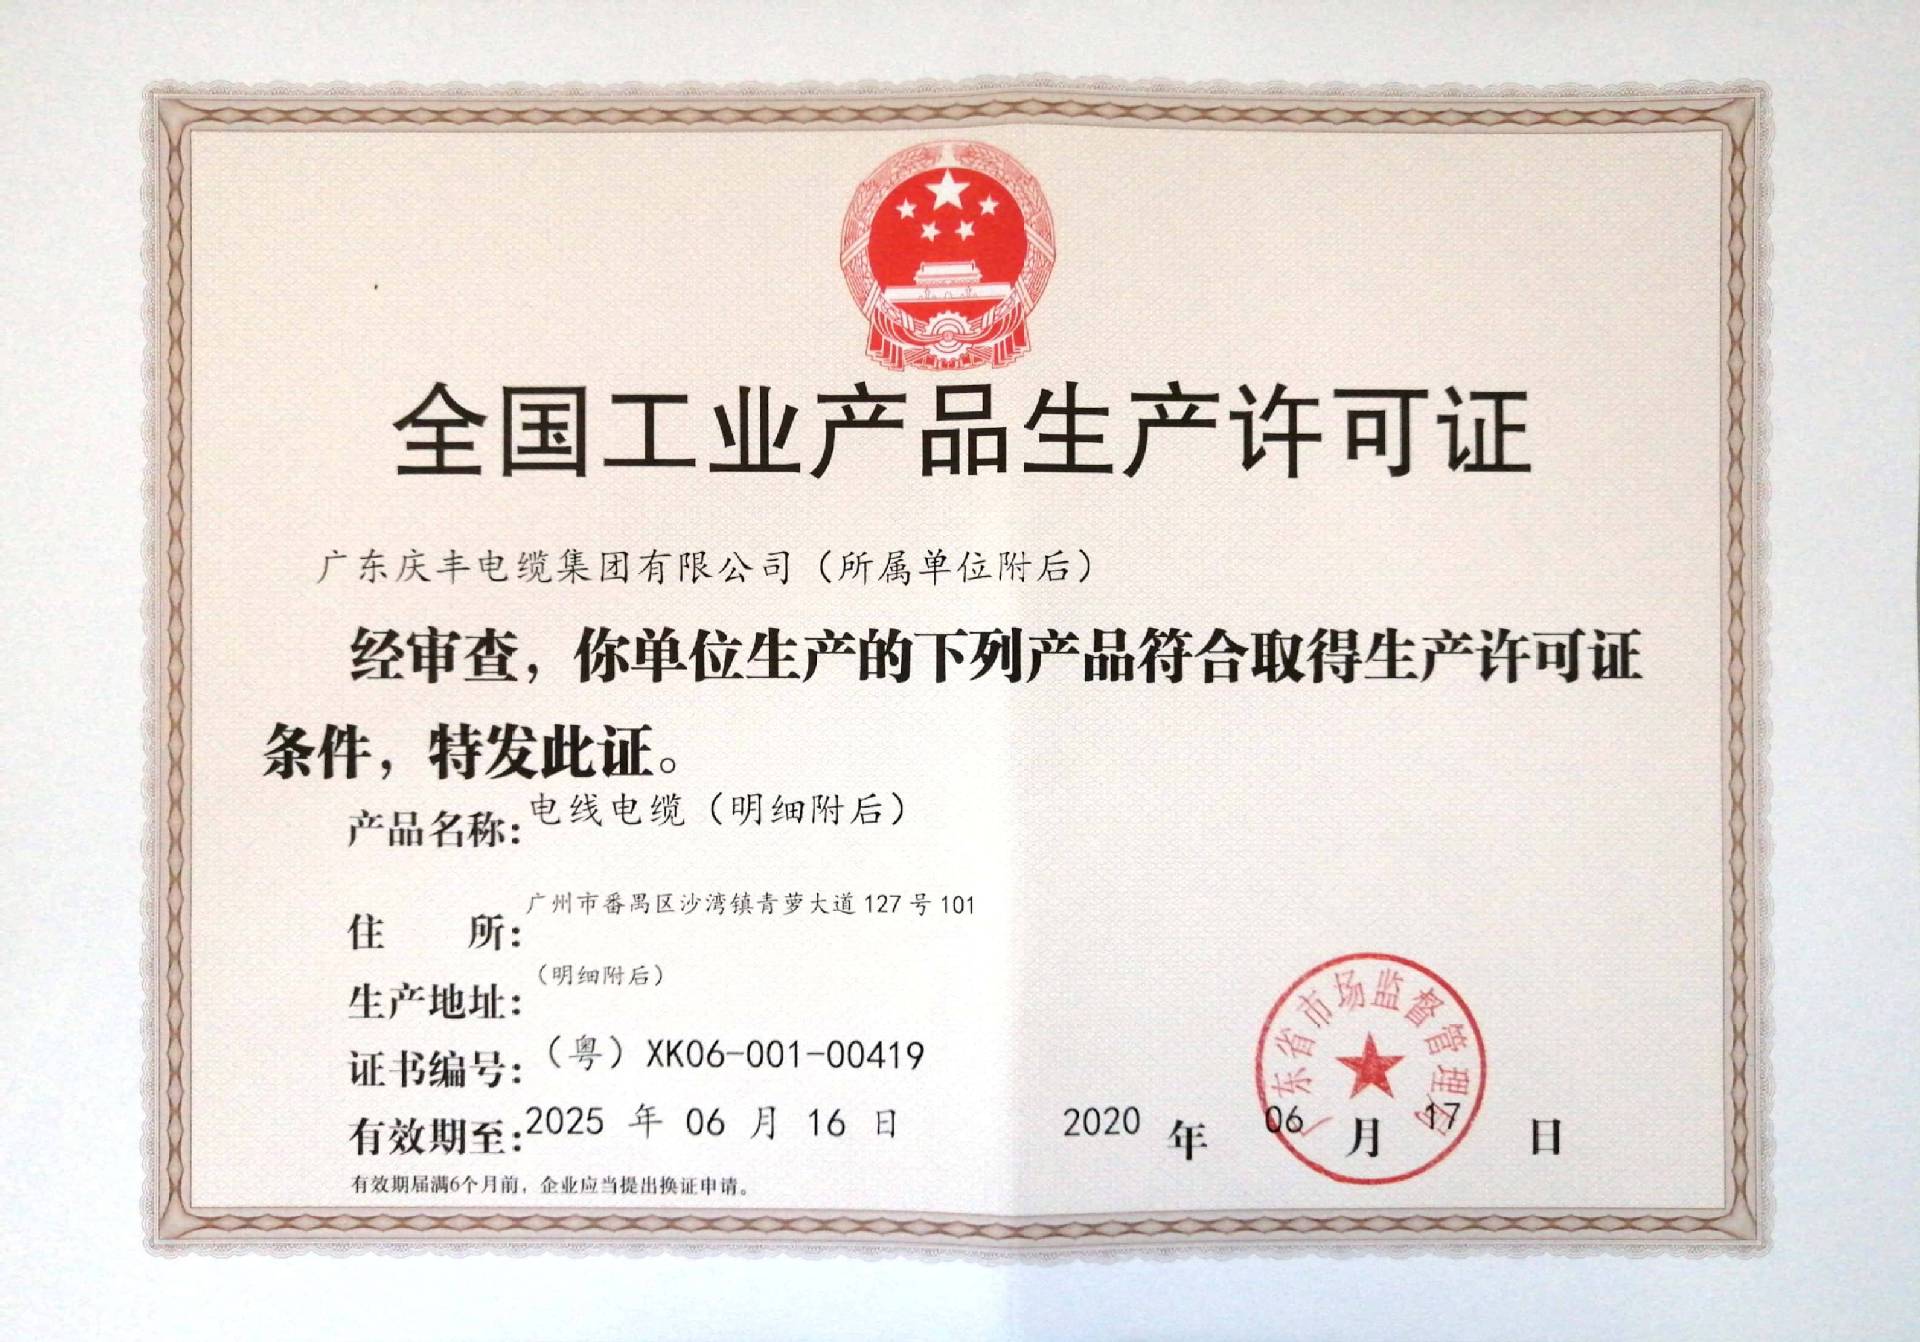 全国工业产品生产许可证
广东庆丰电缆集团有限公司（所属单位附后）
经审查，你单位生产的下列产品符合取得生产许可证
条件，特发此证。
产品名称：电线电缆（明细附后）
住 所：广州市番禺区沙湾镇青萝大道127号101
生产地址：（明细附后）
证书编号：（粤）XK06-001-00419
有效期至：2025 年 06 月 16 日
2020 年 06 月 17 日
广东省市场监督管理局
有效期届满6个月前，企业应当提出换证申请。